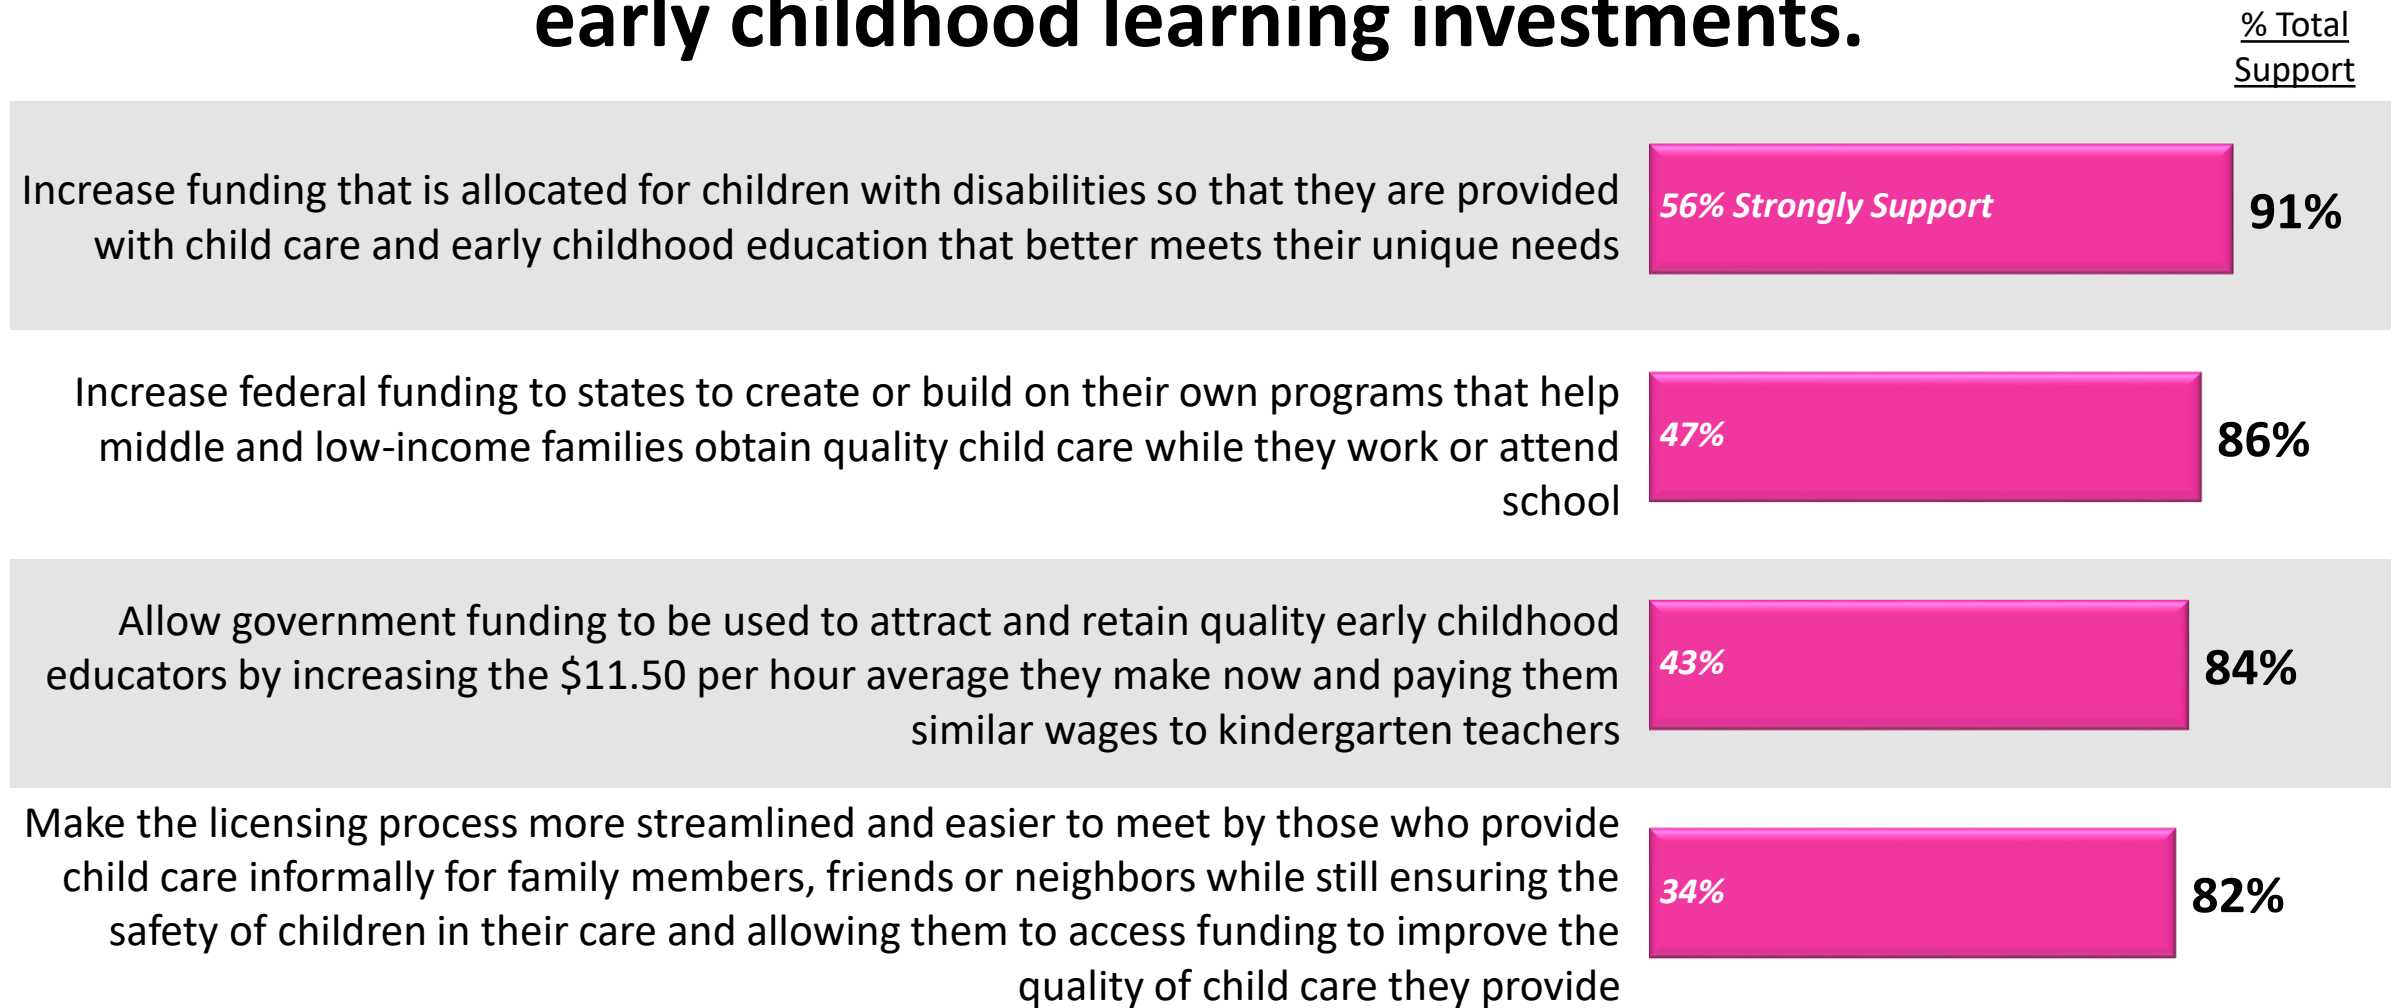 early childhood learning investments.
% Total
Support
Increase funding that is allocated for children with disabilities so that they are provided
with child care and early childhood education that better meets their unique needs
56% Strongly Support
91%
Increase federal funding to states to create or build on their own programs that help
middle and low-income families obtain quality child care while they work or attend
school
47%
86%
Allow government funding to be used to attract and retain quality early childhood
educators by increasing the $11.50 per hour average they make now and paying them
similar wages to kindergarten teachers
43%
84%
Make the licensing process more streamlined and easier to meet by those who provide
child care informally for family members, friends or neighbors while still ensuring the
safety of children in their care and allowing them to access funding to improve the
quality of child care they provide
34%
82%